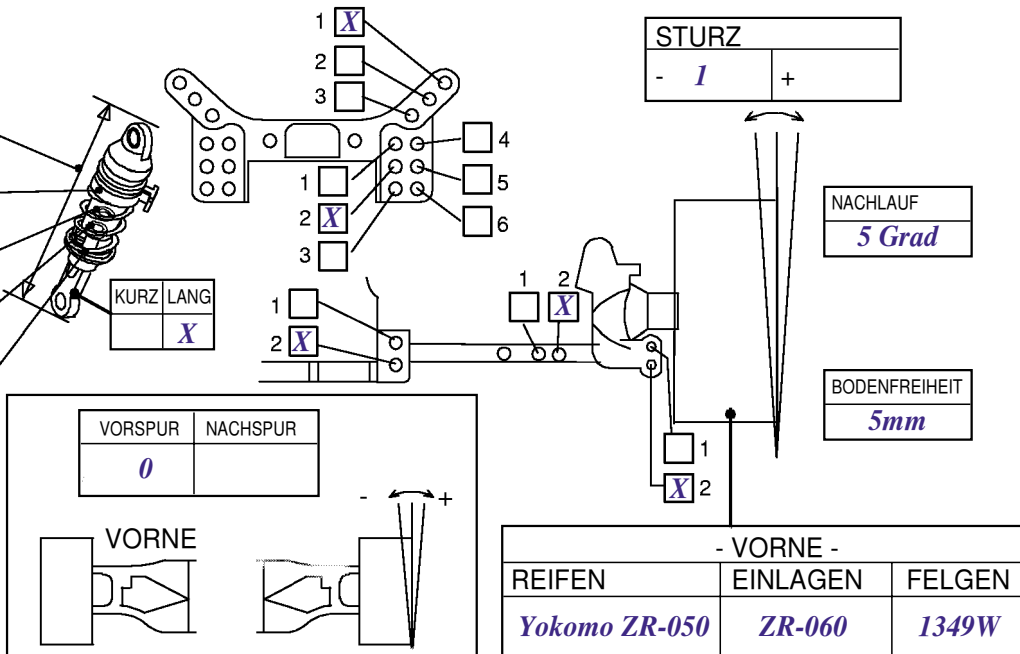 1 X
2
3
4
5
6
1
2 X
3
STURZ
- 1 +
NACHLAUF
5 Grad
KURZ LANG
X
1
2 X
1 2
X
BODENFREIHEIT
5mm
1
X 2
VORSPUR NACHSPUR
0
- +
VORNE
- VORNE -
REIFEN EINLAGEN FELGEN
Yokomo ZR-050 ZR-060 1349W